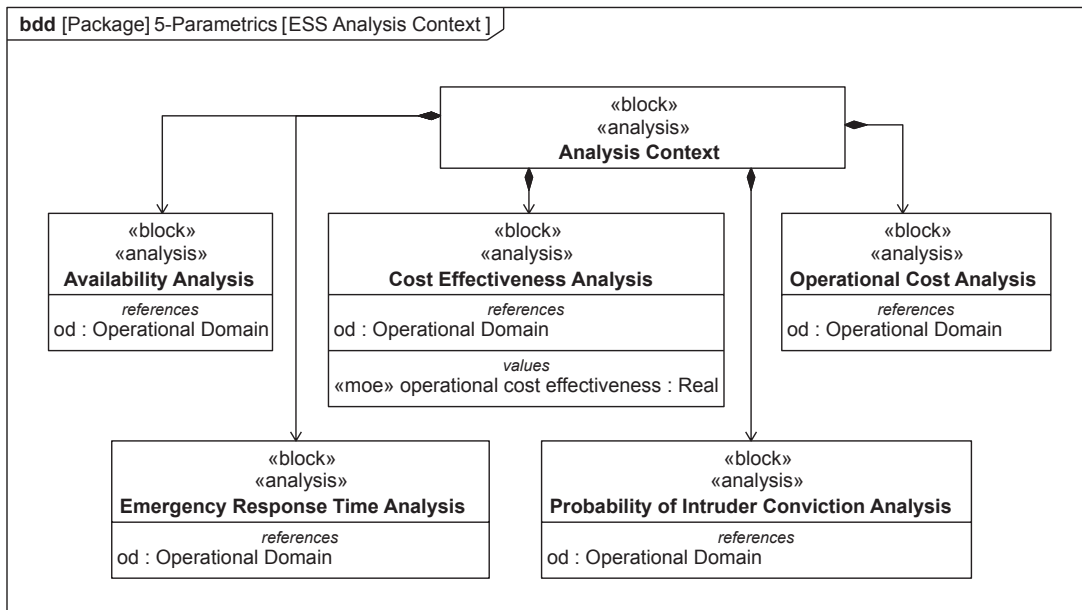 bdd [Package] 5-Parametrics [ESS Analysis Context ]
«block»
«analysis»
Analysis Context
«block»
«analysis»
Availability Analysis
references
od : Operational Domain
«block»
«analysis»
Cost Effectiveness Analysis
references
od : Operational Domain
values
«moe» operational cost effectiveness : Real
«block»
«analysis»
Operational Cost Analysis
references
od : Operational Domain
«block»
«analysis»
Emergency Response Time Analysis
references
od : Operational Domain
«block»
«analysis»
Probability of Intruder Conviction Analysis
references
od : Operational Domain